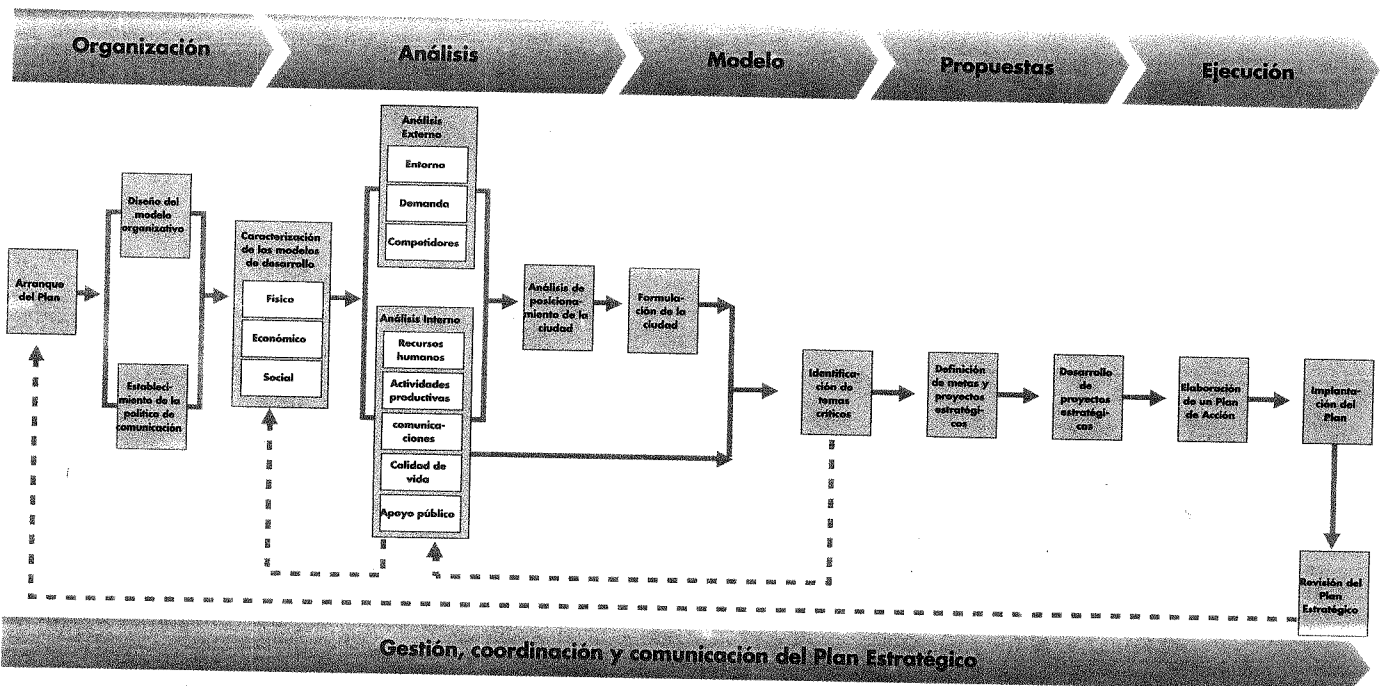 Organización
Análisis
Modelo
Propuestas
Ejecución
Arranque
del Plan
Diseño del
modelo
organizativo
Estableci-
miento de la
política de
comunicación
Caracterización
de los modelos
de desarrollo
Físico
Económico
Social
Análisis
Externo
Entorno
Demanda
Competidores
Análisis Interno
Recursos
humanos
Actividades
productivas
comunica-
ciones
Calidad de
vida
Apoyo público
Análisis de
posiciona-
miento de la
ciudad
Formula-
ción de la
ciudad
Identifica-
ción de
temas
críticos
Definición
de metas y
proyectos
estratégi-
cos
Desarrollo
de
proyectos
estratégi-
cos
Elaboración
de un Plan
de Acción
Implanta-
ción del
Plan
Revisión del
Plan
Estratégico
Gestión, coordinación y comunicación del Plan Estratégico